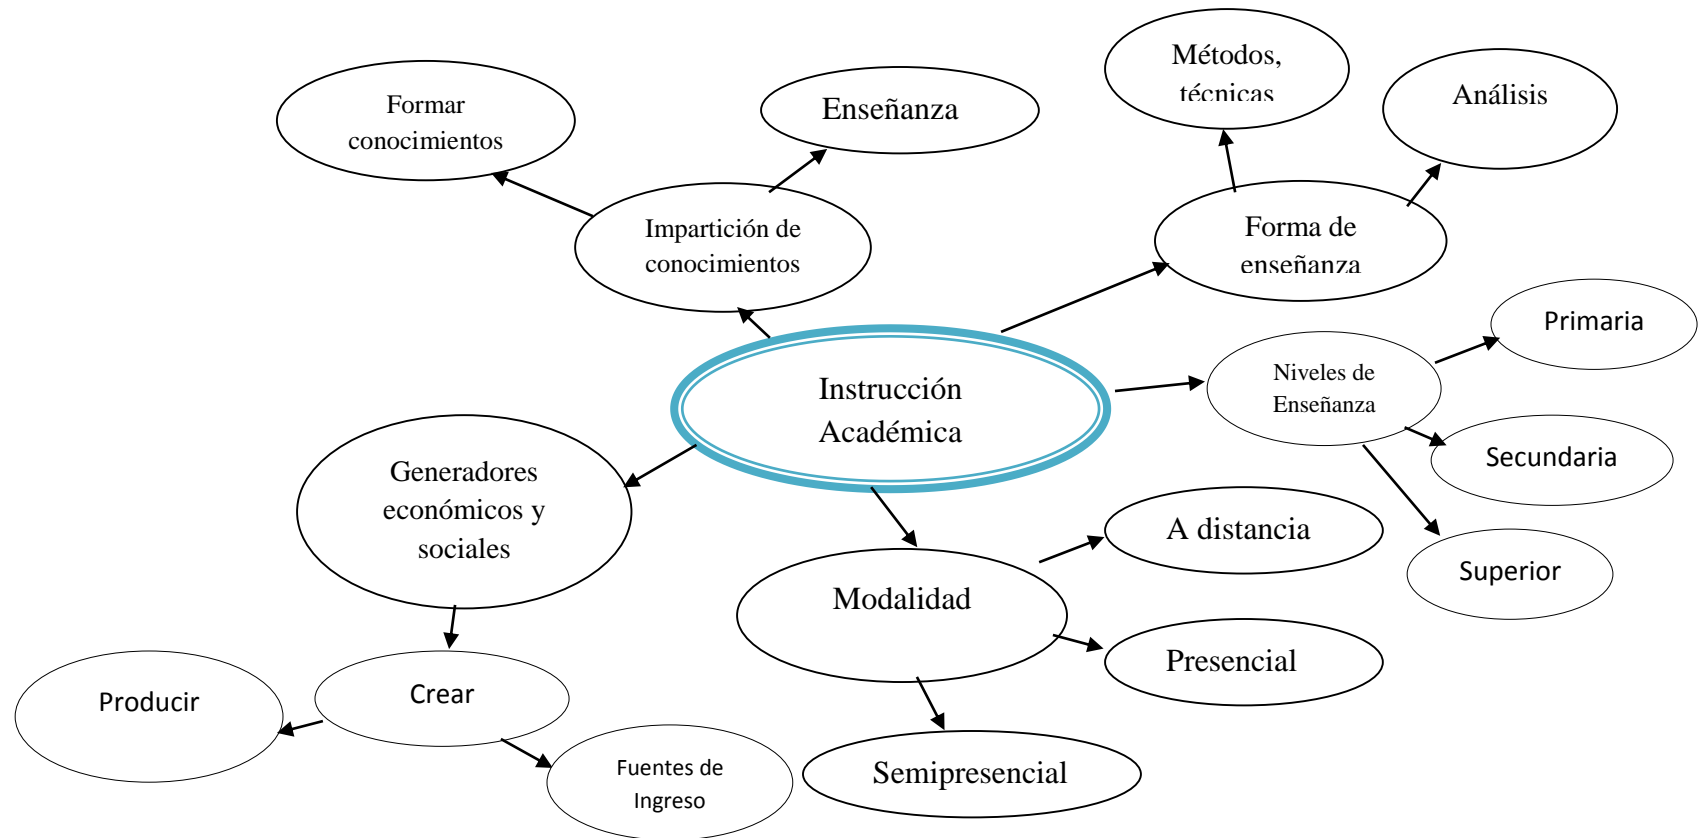 Métodos,
técnicas
Análisis
Formar
conocimientos
Enseñanza
Impartición de
conocimientos
Forma de
enseñanza
Primaria
Niveles de
Enseñanza
Instrucción
Académica
Secundaria
Generadores
económicos y
sociales
A distancia
Superior
Modalidad
Presencial
Producir
Crear
Semipresencial
Fuentes de
Ingreso